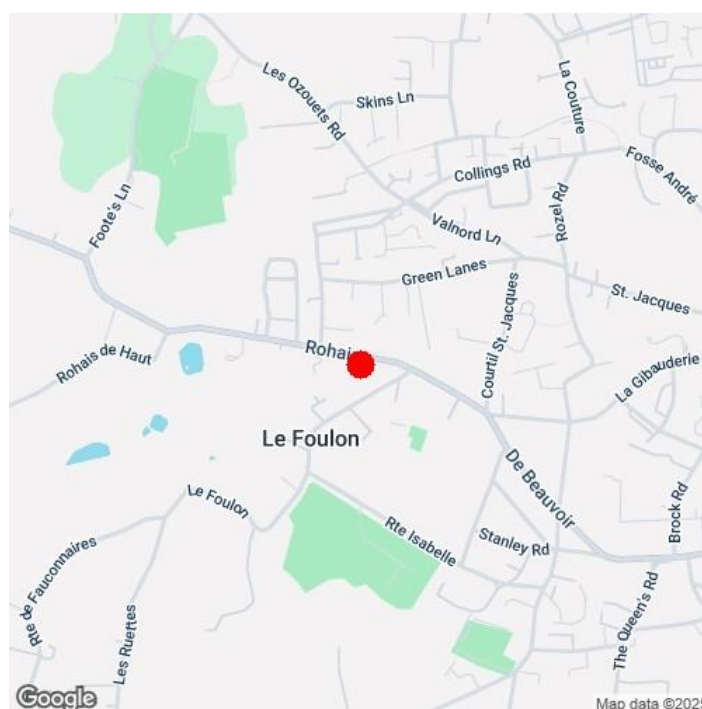 Les Ozouets Rd
Skins Ln
La Couture
Collings Rd
Fosse André
Foote's Ln
Valnord Ln
Rozel Rd
Green Lanes
St. Jacques
Courtil St. Jacques
Rohais de Haut
La Gibauderie
Le Foulon
De Beauvoir
Le Foulon
Rte Isabelle
Stanley Rd
Brock Rd
Rte de Fauconnaires
Les Ruettes
The Queen's Rd
Google
Map data ©2025